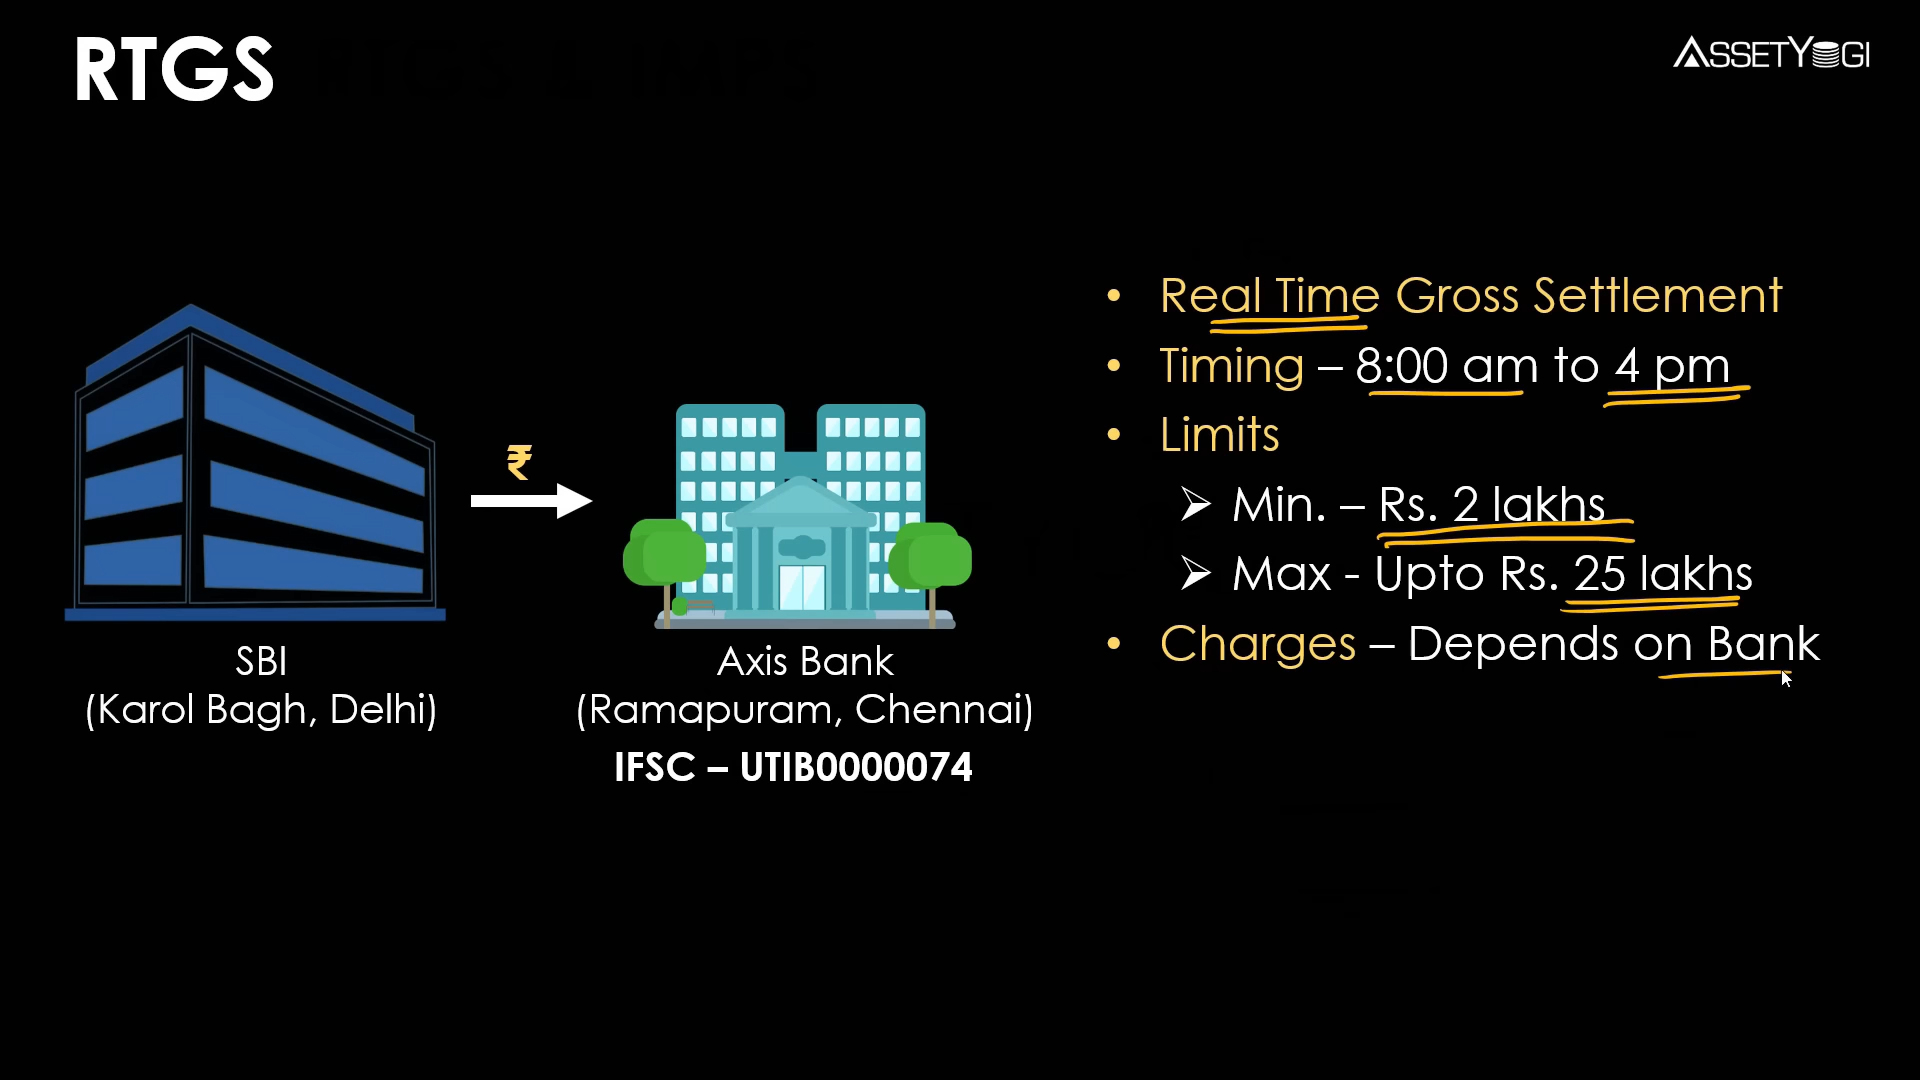 RTGS
ASSETYOGI
• Real Time Gross Settlement
• Timing – 8:00 am to 4 pm
• Limits
➢ Min. – Rs. 2 lakhs
➢ Max - Upto Rs. 25 lakhs
• Charges – Depends on Bank
₹
SBI
(Karol Bagh, Delhi)
Axis Bank
(Ramapuram, Chennai)
IFSC – UTIB0000074